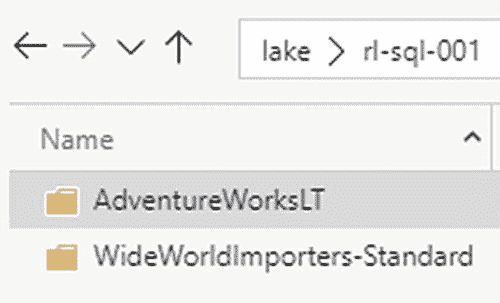 lake > rl-sql-001
Name
AdventureWorksLT
WideWorldImporters-Standard